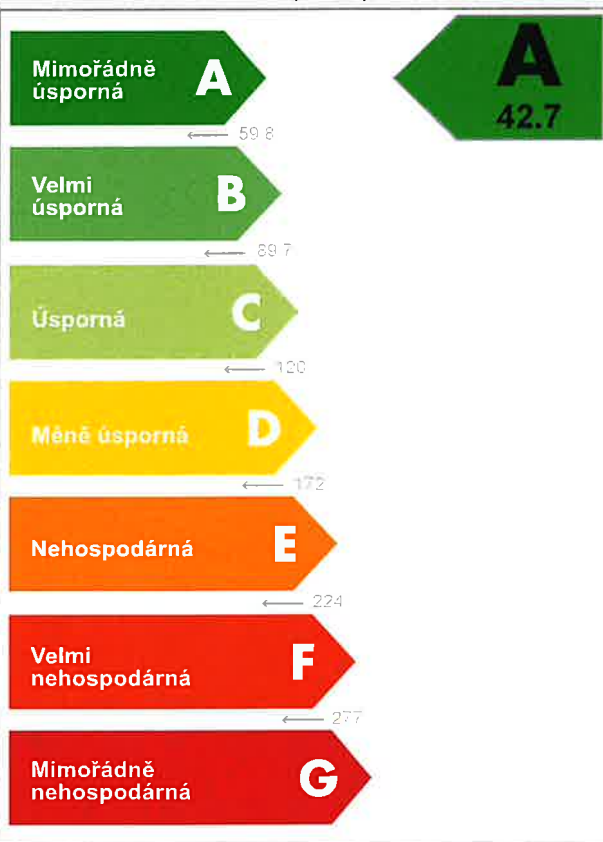 Mimořádně
úsporná
A
A
42.7
← 59.8
Velmi
úsporná
B
← 89.7
Úsporná
C
← 120
Méně úsporná
D
← 172
Nehospodárná
E
← 224
Velmi
nehospodárná
F
← 277
Mimořádně
nehospodárná
G